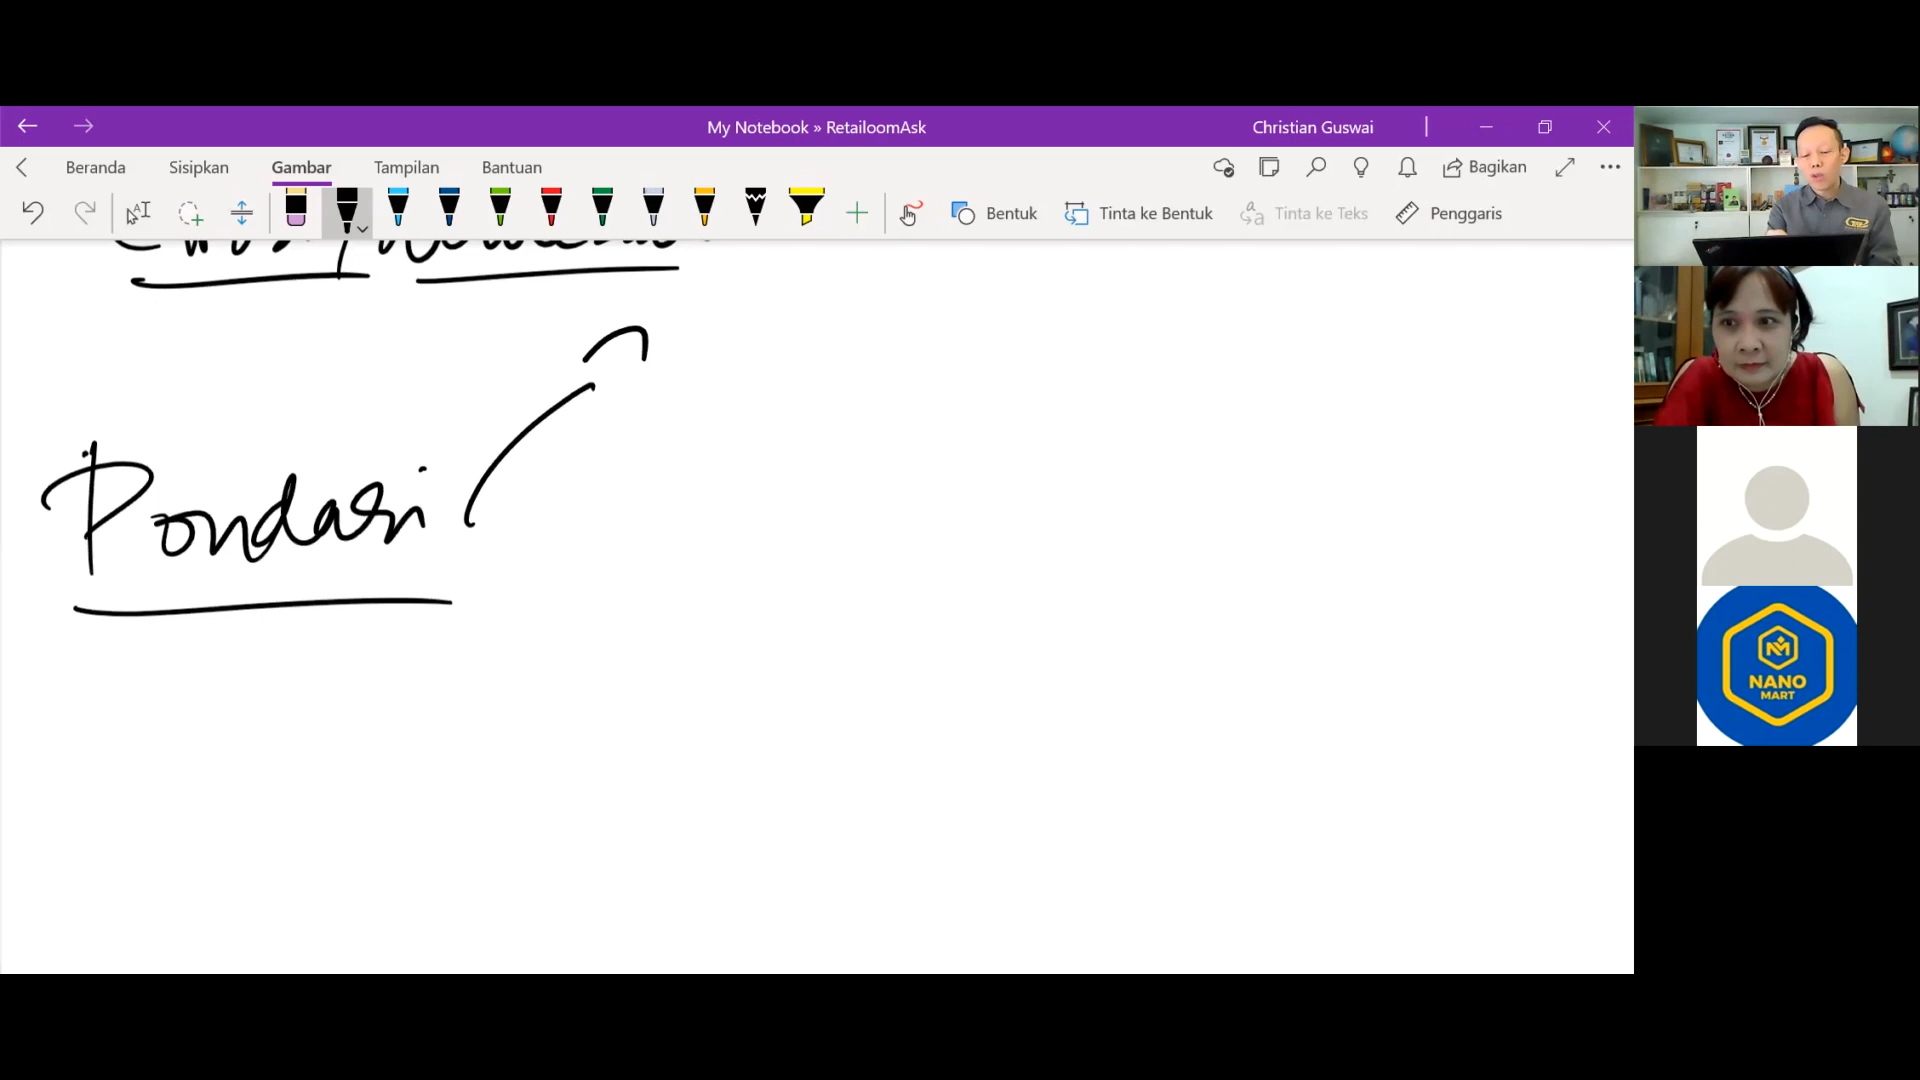 My Notebook » RetailoomAsk
Christian Guswai
Beranda Sisipkan Gambar Tampilan Bantuan
Bagikan
Bentuk Tinta ke Bentuk Tinta ke Teks Penggaris
Pondasi
NANO
MART